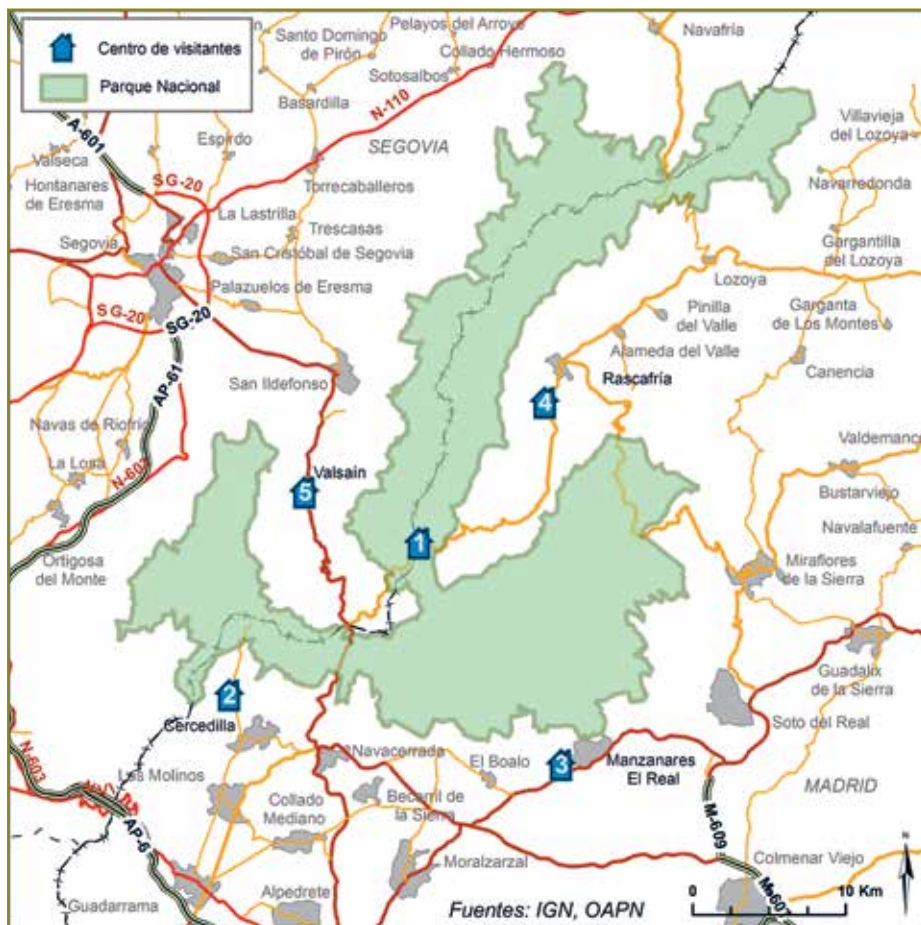 Centro de visitantes
Parque Nacional
Santo Domingo
de Pirón
Pelayos del Arroyo
Collado Hermoso
Sotosalbos
Navafría
Basardilla
N-110
A-601
Valseca
Espirdo
SEGOVIA
Villavieja
del Lozoya
Hontanares
de Eresma
SG-20
Torrecaballeros
Navarredonda
La Lastrilla
Trescasas
Segovia
San Cristóbal de Segovia
Gargantilla
del Lozoya
Palazuelos de Eresma
Lozoya
SG-20
SG-20
Pinilla
del Valle
Garganta
de Los Montes
AP-61
San Ildefonso
Alameda del Valle
Rascafría
Canencia
4
Navas de Riofrío
La Losa
Valsain
5
Valdemanco
Bustarviejo
Ortigosa
del Monte
1
Navalafuente
Miraflores
de la Sierra
2
Cercedilla
Guadalix
de la Sierra
Soto del Real
N-603
Los Molinos
Navacerrada
El Boalo
3
Manzanares
El Real
MADRID
Collado
Mediano
Becerril de
la Sierra
AP-6
M-609
Moralzarzal
Colmenar Viejo
Guadarrama
Alpedrete
M-607
Fuentes: IGN, OAPN
0 10 Km